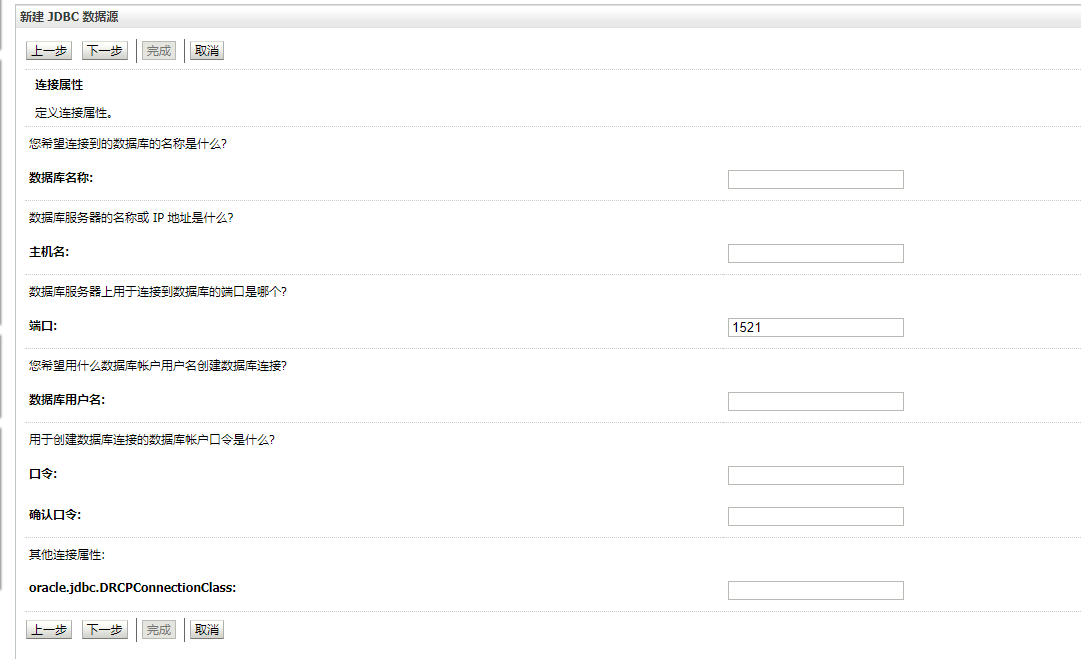 新建 JDBC 数据源
上一步 下一步 完成 取消
连接属性
定义连接属性。
您希望连接到的数据库的名称是什么?
数据库名称:
数据库服务器的名称或 IP 地址是什么?
主机名:
数据库服务器上用于连接到数据库的端口是哪个?
端口: 1521
您希望用什么数据库帐户用户名创建数据库连接?
数据库用户名:
用于创建数据库连接的数据库帐户口令是什么?
口令:
确认口令:
其他连接属性:
oracle.jdbc.DRCPConnectionClass:
上一步 下一步 完成 取消